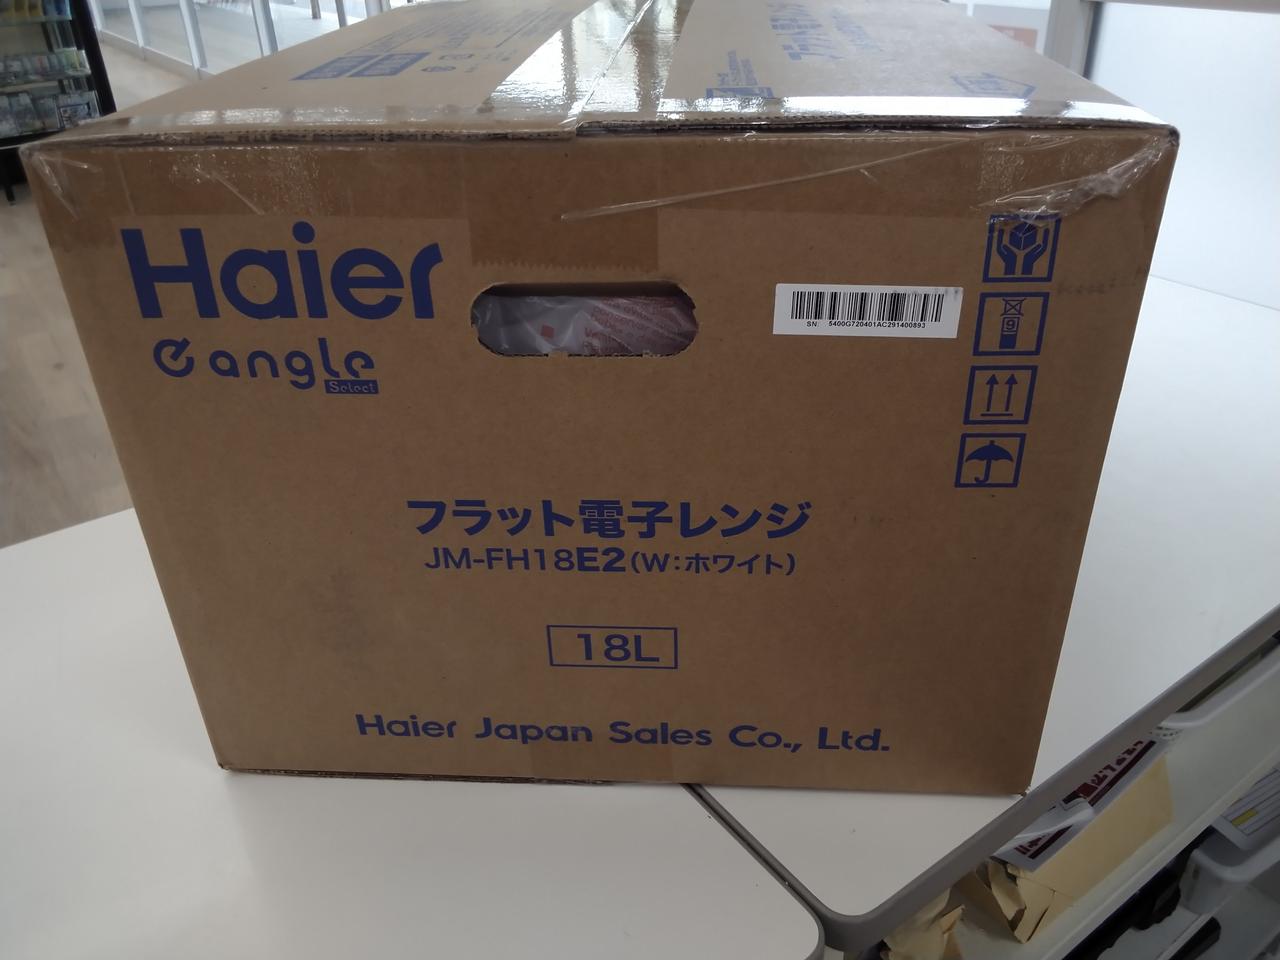 Haier
angle
Select
SN: 5400G720401AC291400893
9
フラット電子レンジ
JM-FH18E2(W:ホワイト)
18L
Haier Japan Sales Co., Ltd.